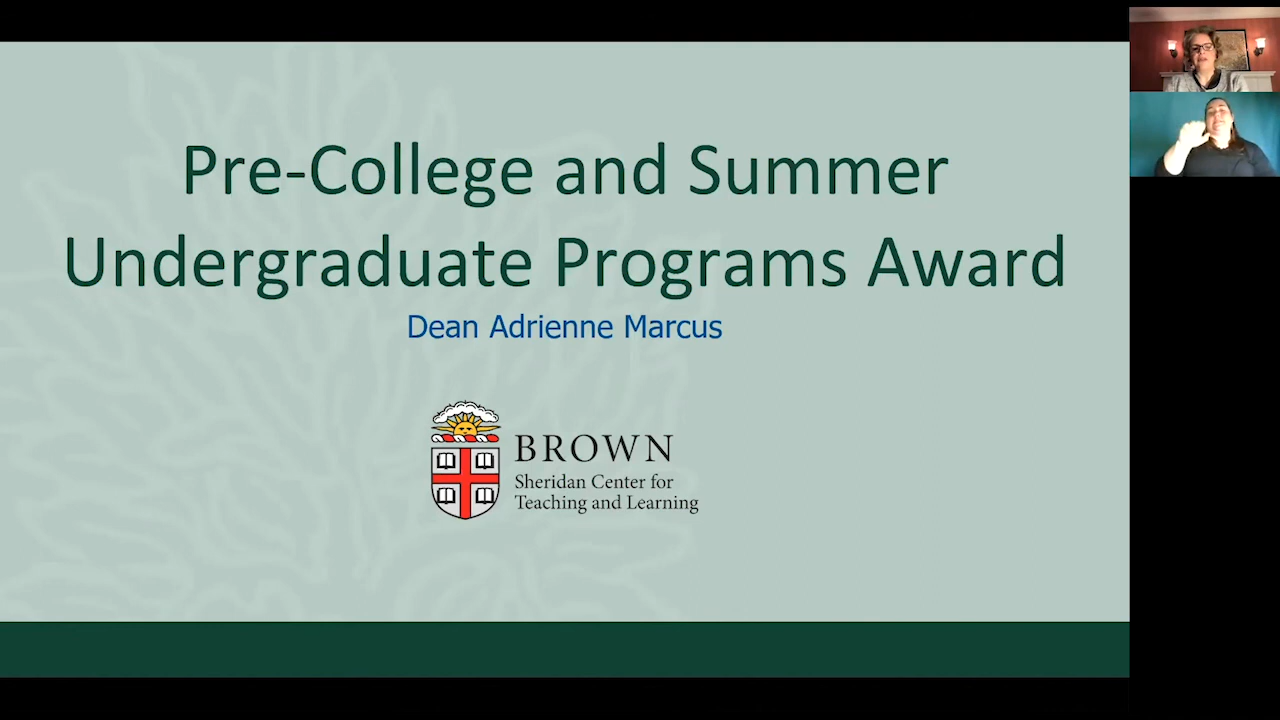 Pre-College and Summer
Undergraduate Programs Award
Dean Adrienne Marcus
BROWN
Sheridan Center for
Teaching and Learning